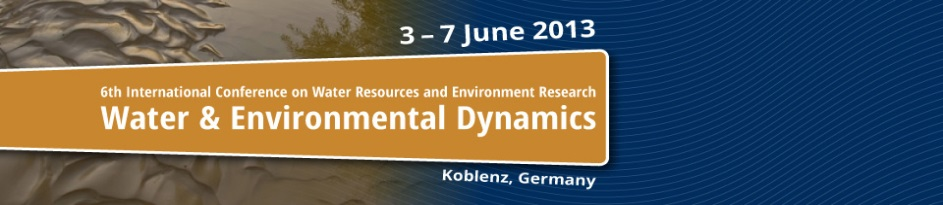 3 – 7 June 2013
6th International Conference on Water Resources and Environment Research
Water & Environmental Dynamics
Koblenz, Germany